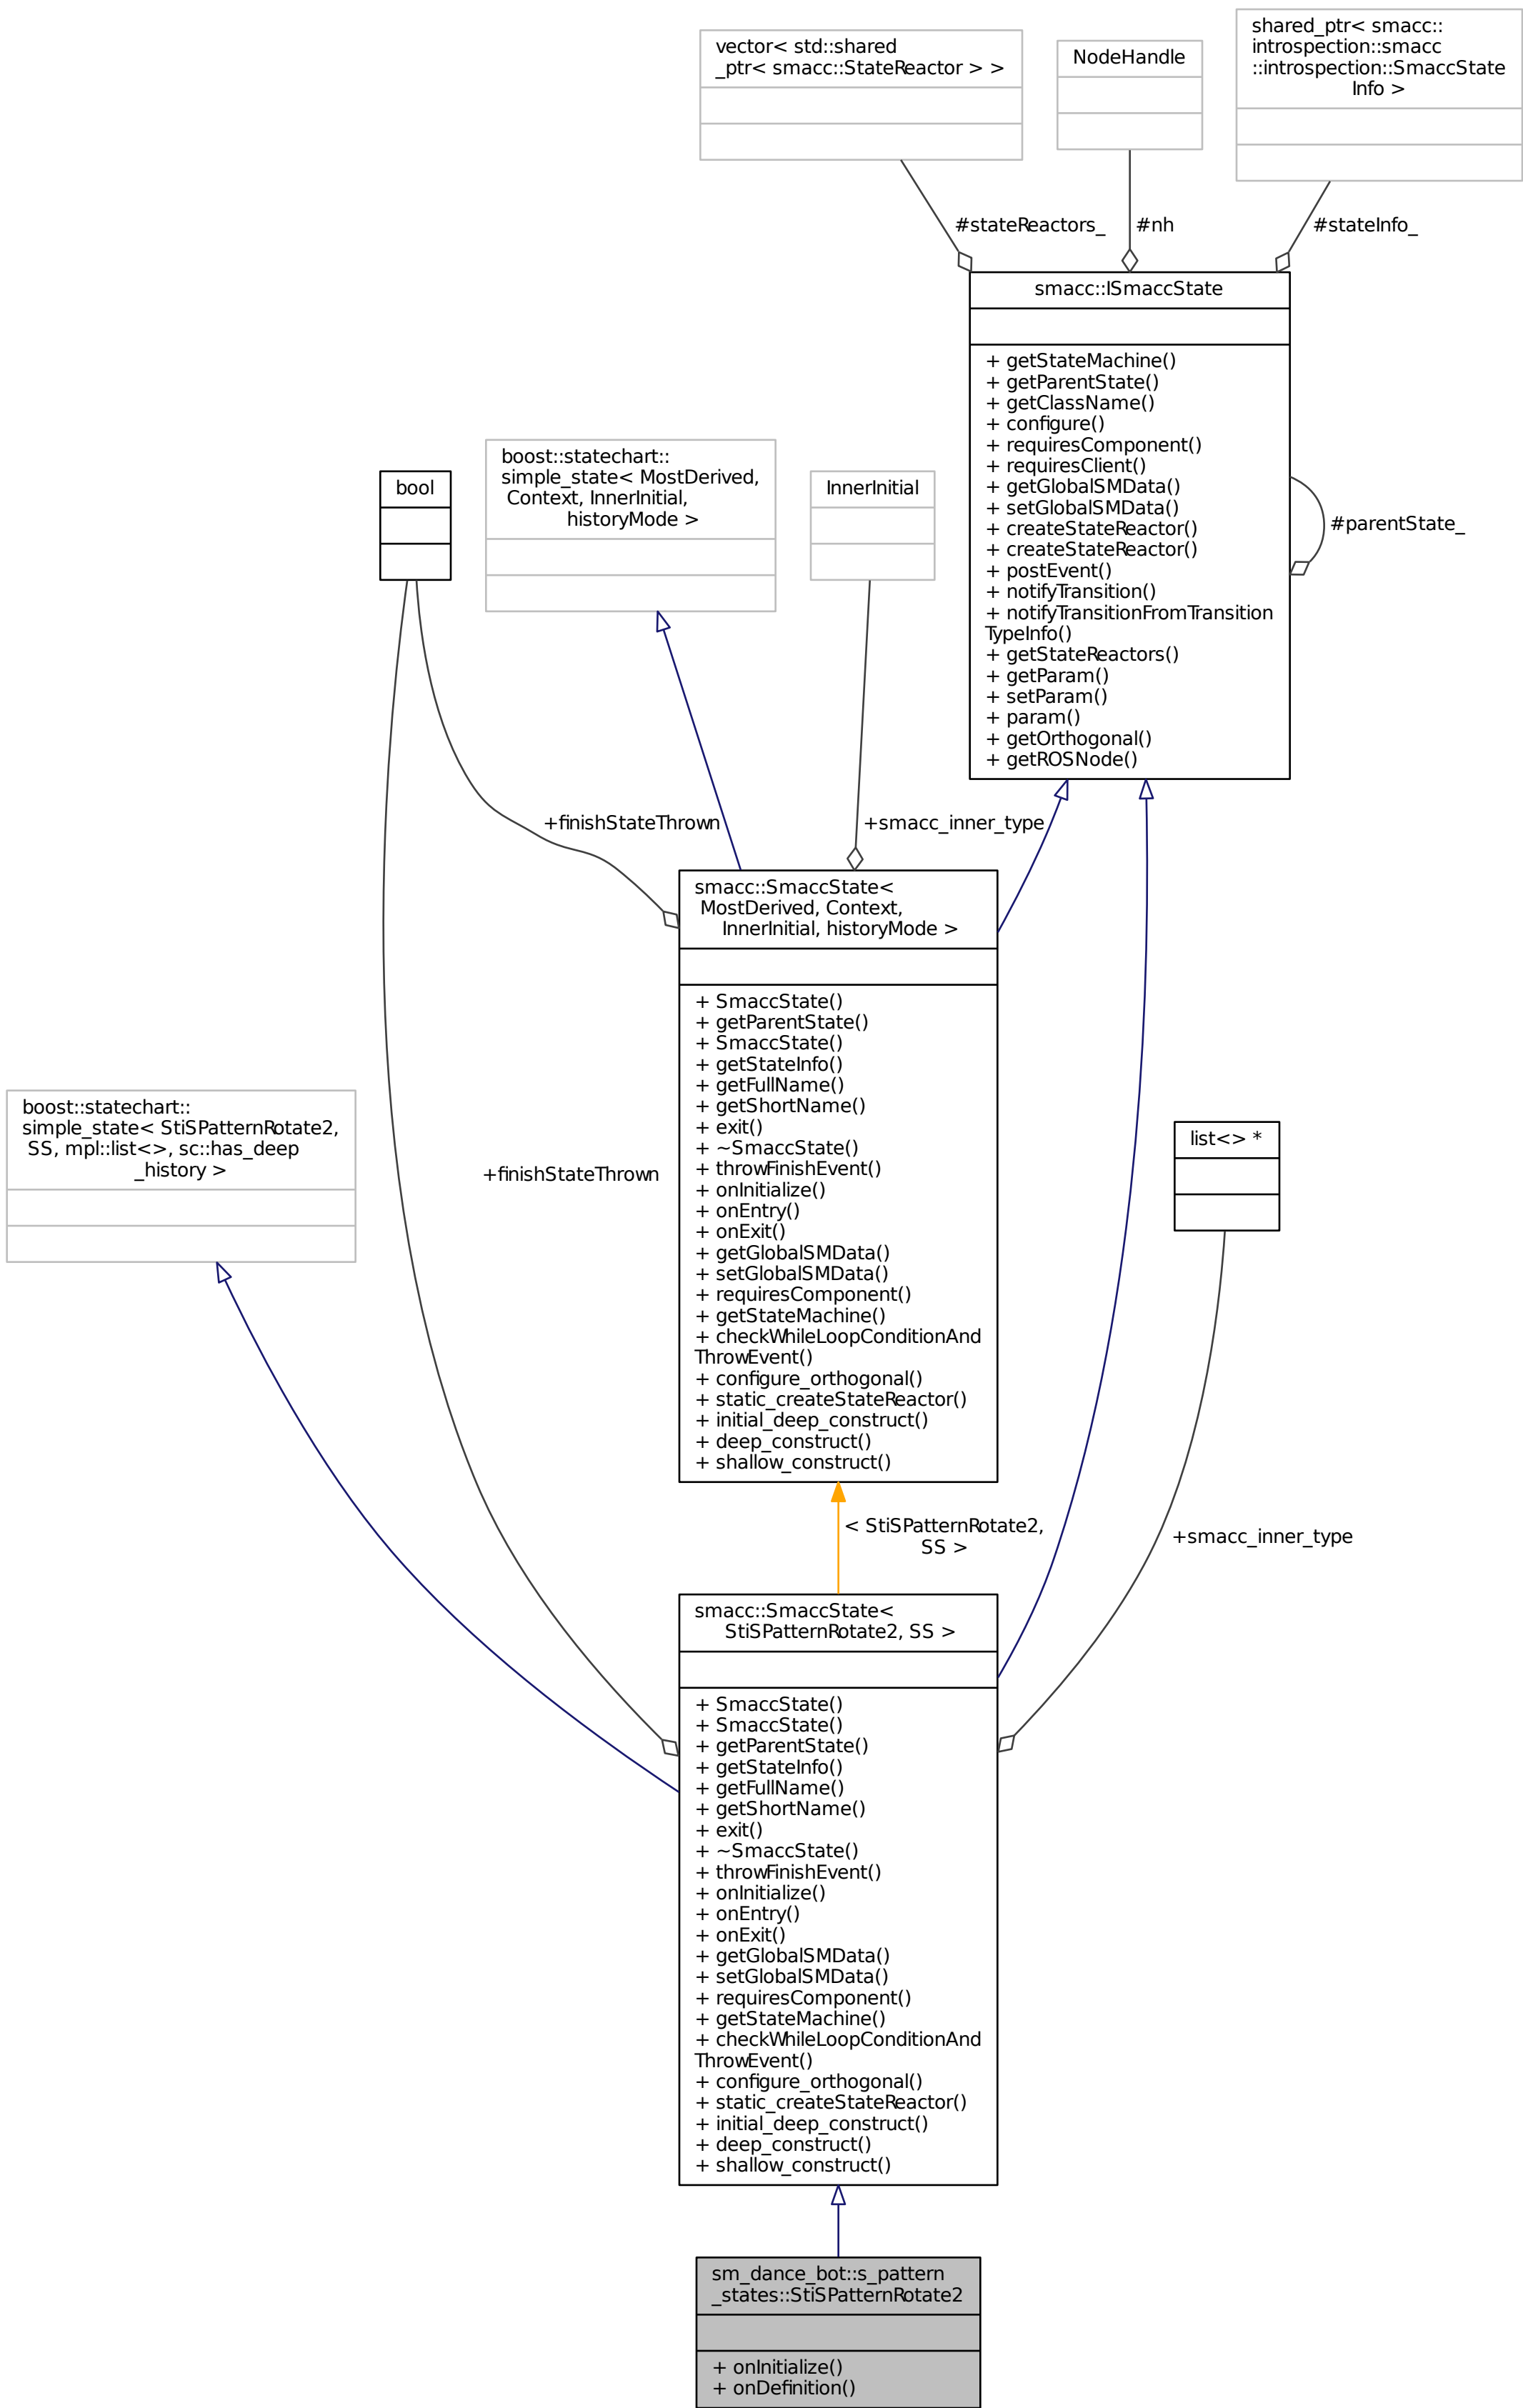 vector< std::shared
_ptr< smacc::StateReactor > >
NodeHandle
shared_ptr< smacc::
introspection::smacc
::introspection::SmaccState
Info >
#stateReactors_
#nh
#stateInfo_
smacc::ISmaccState
+ getStateMachine()
+ getParentState()
+ getClassName()
+ configure()
+ requiresComponent()
+ requiresClient()
+ getGlobalSMData()
+ setGlobalSMData()
+ createStateReactor()
+ createStateReactor()
+ postEvent()
+ notifyTransition()
+ notifyTransitionFromTransition
TypeInfo()
+ getStateReactors()
+ getParam()
+ setParam()
+ param()
+ getOrthogonal()
+ getROSNode()
#parentState_
bool
boost::statechart::
simple_state< MostDerived,
Context, InnerInitial,
historyMode >
InnerInitial
+finishStateThrown
+smacc_inner_type
smacc::SmaccState<
MostDerived, Context,
InnerInitial, historyMode >
+ SmaccState()
+ getParentState()
+ SmaccState()
+ getStateInfo()
+ getFullName()
+ getShortName()
+ exit()
+ ~SmaccState()
+ throwFinishEvent()
+ onInitialize()
+ onEntry()
+ onExit()
+ getGlobalSMData()
+ setGlobalSMData()
+ requiresComponent()
+ getStateMachine()
+ checkWhileLoopConditionAnd
ThrowEvent()
+ configure_orthogonal()
+ static_createStateReactor()
+ initial_deep_construct()
+ deep_construct()
+ shallow_construct()
boost::statechart::
simple_state< StiSPatternRotate2,
SS, mpl::list<>, sc::has_deep
_history >
+finishStateThrown
list<> *
< StiSPatternRotate2,
SS >
+smacc_inner_type
smacc::SmaccState<
StiSPatternRotate2, SS >
+ SmaccState()
+ SmaccState()
+ getParentState()
+ getStateInfo()
+ getFullName()
+ getShortName()
+ exit()
+ ~SmaccState()
+ throwFinishEvent()
+ onInitialize()
+ onEntry()
+ onExit()
+ getGlobalSMData()
+ setGlobalSMData()
+ requiresComponent()
+ getStateMachine()
+ checkWhileLoopConditionAnd
ThrowEvent()
+ configure_orthogonal()
+ static_createStateReactor()
+ initial_deep_construct()
+ deep_construct()
+ shallow_construct()
sm_dance_bot::s_pattern
_states::StiSPatternRotate2
+ onInitialize()
+ onDefinition()